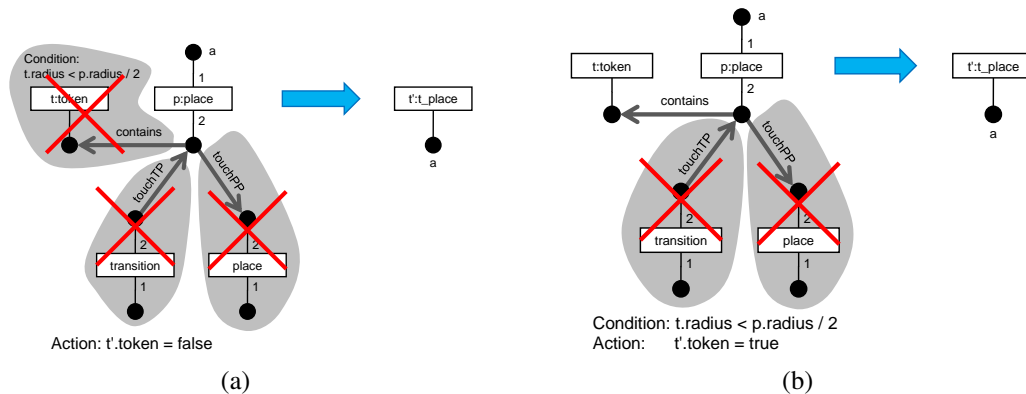 a
Condition:
t.radius < p.radius / 2
1
t:token
p:place
t':t_place
2
contains
a
touchTP
touchPP
2
2
transition
place
1
1
Action: t'.token = false
(a)
a
1
t:token
p:place
t':t_place
2
contains
a
touchTP
touchPP
2
2
transition
place
1
1
Condition: t.radius < p.radius / 2
Action: t'.token = true
(b)